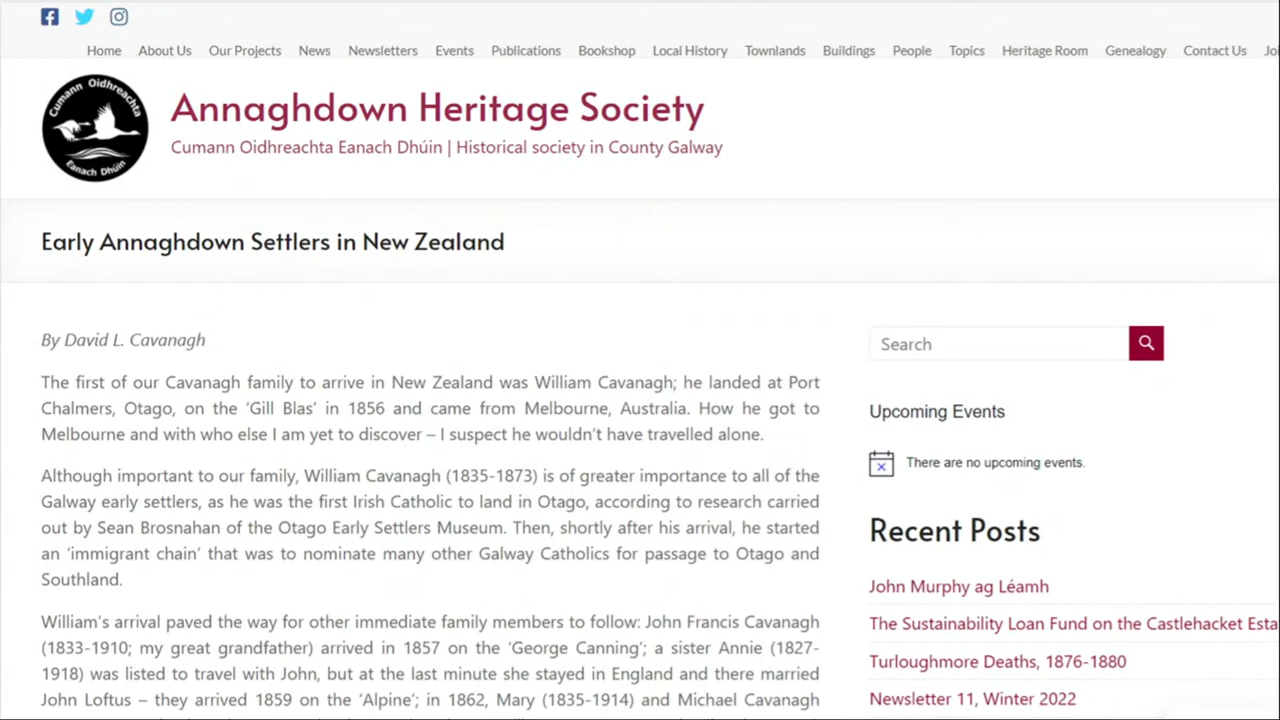 Home About Us Our Projects News Newsletters Events Publications Bookshop Local History Townlands Buildings People Topics Heritage Room Genealogy Contact Us Jo
Cumann Oidhreachta
Eanach Dhúin
Annaghdown Heritage Society
Cumann Oidhreachta Eanach Dhúin | Historical society in County Galway
Early Annaghdown Settlers in New Zealand
By David L. Cavanagh
The first of our Cavanagh family to arrive in New Zealand was William Cavanagh; he landed at Port
Chalmers, Otago, on the ‘Gill Blas’ in 1856 and came from Melbourne, Australia. How he got to
Melbourne and with who else I am yet to discover – I suspect he wouldn’t have travelled alone.
Although important to our family, William Cavanagh (1835-1873) is of greater importance to all of the
Galway early settlers, as he was the first Irish Catholic to land in Otago, according to research carried
out by Sean Brosnahan of the Otago Early Settlers Museum. Then, shortly after his arrival, he started
an ‘immigrant chain’ that was to nominate many other Galway Catholics for passage to Otago and
Southland.
William’s arrival paved the way for other immediate family members to follow: John Francis Cavanagh
(1833-1910; my great grandfather) arrived in 1857 on the ‘George Canning’; a sister Annie (1827-
1918) was listed to travel with John, but at the last minute she stayed in England and there married
John Loftus – they arrived 1859 on the ‘Alpine’; in 1862, Mary (1835-1914) and Michael Cavanagh
Search
Upcoming Events
There are no upcoming events.
Recent Posts
John Murphy ag Léamh
The Sustainability Loan Fund on the Castlehacket Esta
Turloughmore Deaths, 1876-1880
Newsletter 11, Winter 2022